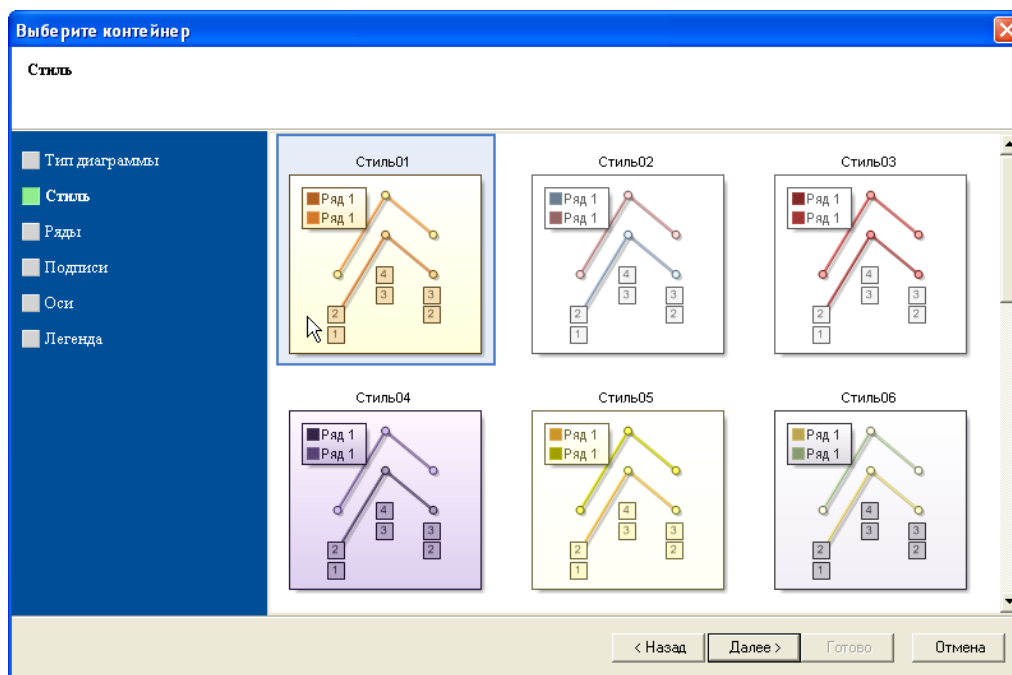 Выберите контейнер
Стиль
Тип диаграммы
Стиль
Ряды
Подписи
Оси
Легенда
Стиль01
Ряд 1
Ряд 1
4
3
3
2
2
1
Стиль02
Ряд 1
Ряд 1
4
3
3
2
2
1
Стиль03
Ряд 1
Ряд 1
4
3
3
2
2
1
Стиль04
Ряд 1
Ряд 1
4
3
3
2
2
1
Стиль05
Ряд 1
Ряд 1
4
3
3
2
2
1
Стиль06
Ряд 1
Ряд 1
4
3
3
2
2
1
< Назад
Далее >
Готово
Отмена